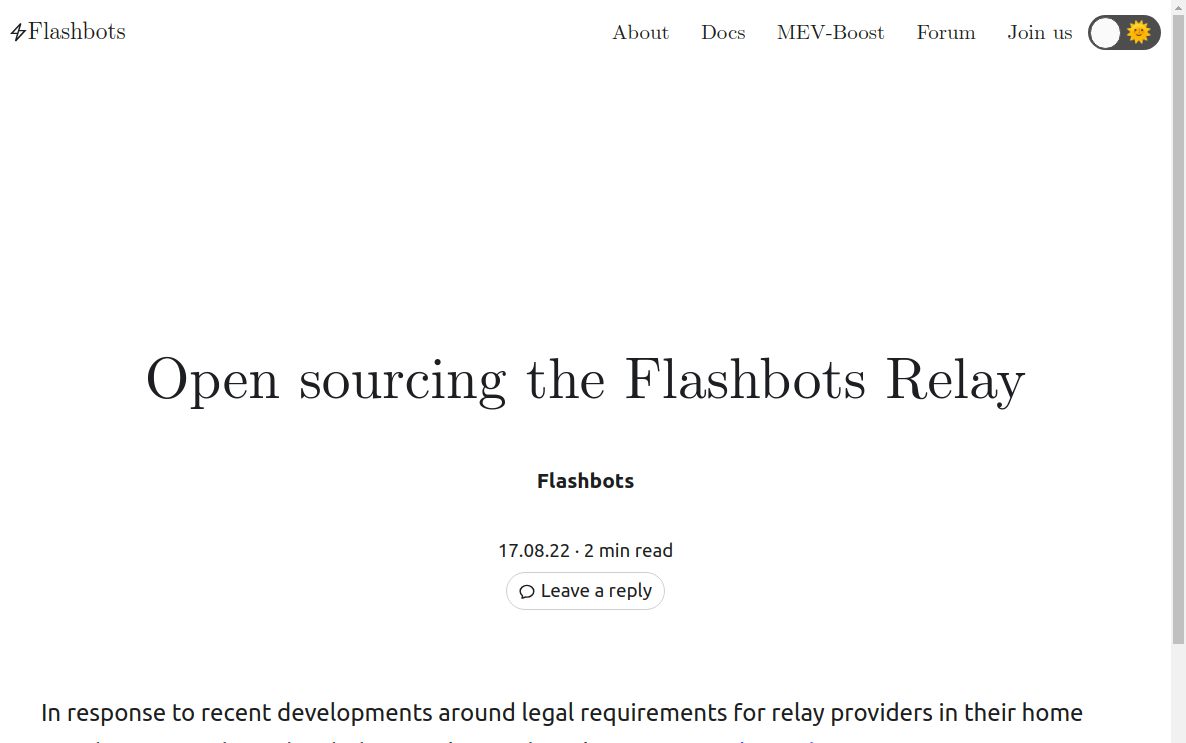 Flashbots
About Docs MEV-Boost Forum Join us
Open sourcing the Flashbots Relay
Flashbots
17.08.22 · 2 min read
Leave a reply
In response to recent developments around legal requirements for relay providers in their home